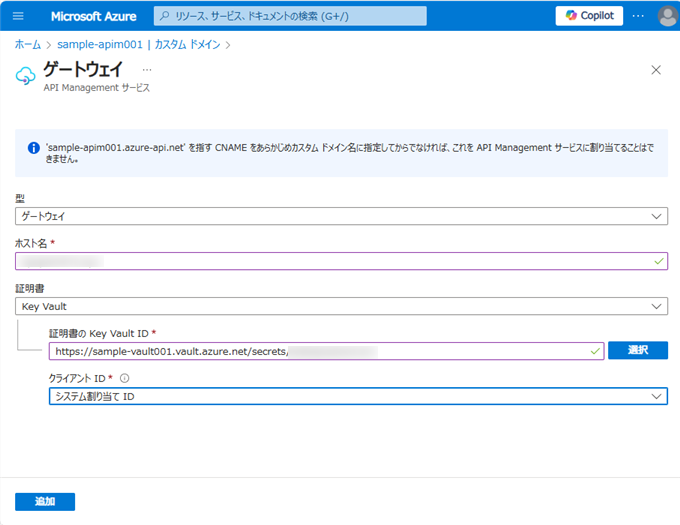 Microsoft Azure
リソース、サービス、ドキュメントの検索 (G+/)
Copilot
ホーム > sample-apim001 | カスタム ドメイン >
ゲートウェイ
API Management サービス
'sample-apim001.azure-api.net' を指す CNAME をあらかじめカスタム ドメイン名に指定してからでなければ、これを API Management サービスに割り当てることはで
きません。
型
ゲートウェイ
ホスト名 *
証明書
Key Vault
証明書の Key Vault ID *
https://sample-vault001.vault.azure.net/secrets/
選択
クライアント ID *
システム割り当て ID
追加